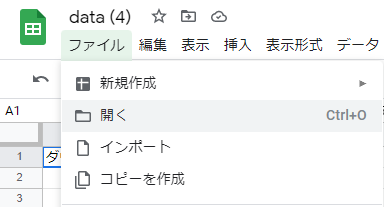 data (4)
ファイル 編集 表示 挿入 表示形式 データ
新規作成
A1
開く Ctrl+O
1
インポート
2
コピーを作成
3